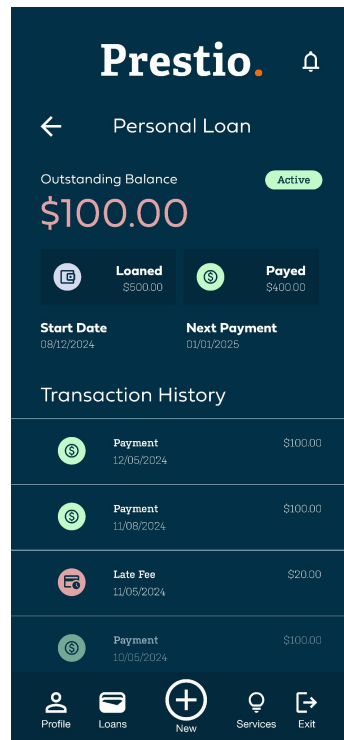 Prestio.
Personal Loan
Outstanding Balance
Active
$100.00
Loaned
$500.00
Payed
$400.00
Start Date
08/12/2024
Next Payment
01/01/2025
Transaction History
Payment
$100.00
12/05/2024
Payment
$100.00
11/08/2024
Late Fee
$20.00
11/05/2024
Payment
$100.00
10/05/2024
Profile
Loans
New
Services
Exit